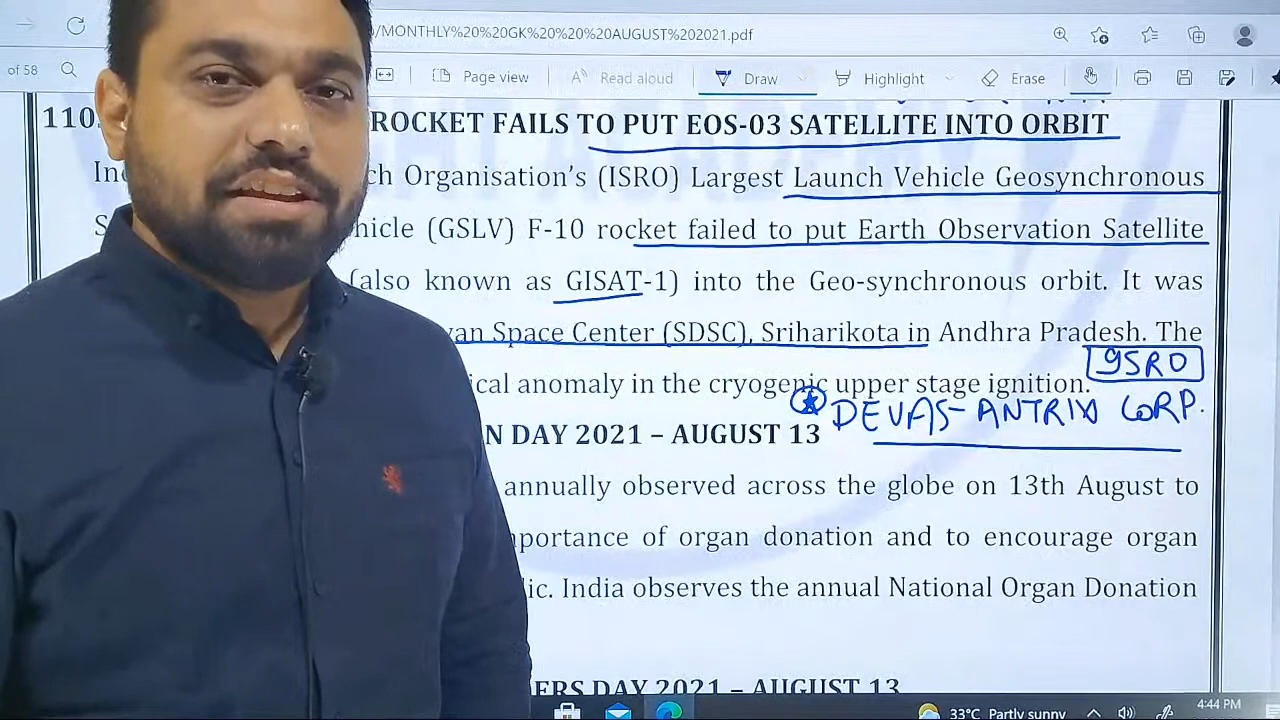 /MONTHLY%20%20GK%20%20%20AUGUST%202021.pdf
of 58 Page view Read aloud Draw Highlight Erase
110 ROCKET FAILS TO PUT EOS-03 SATELLITE INTO ORBIT
In ch Organisation's (ISRO) Largest Launch Vehicle Geosynchronous
S hicle (GSLV) F-10 rocket failed to put Earth Observation Satellite
(also known as GISAT-1) into the Geo-synchronous orbit. It was
wan Space Center (SDSC), Sriharikota in Andhra Pradesh. The
ISRO
ical anomaly in the cryogenic upper stage ignition.
DEVAS-ANTRIX CORP.
N DAY 2021 – AUGUST 13
annually observed across the globe on 13th August to
mportance of organ donation and to encourage organ
lic. India observes the annual National Organ Donation
ERS DAY 2021 – AUGUST 13
33°C Partly sunny 4:44 PM